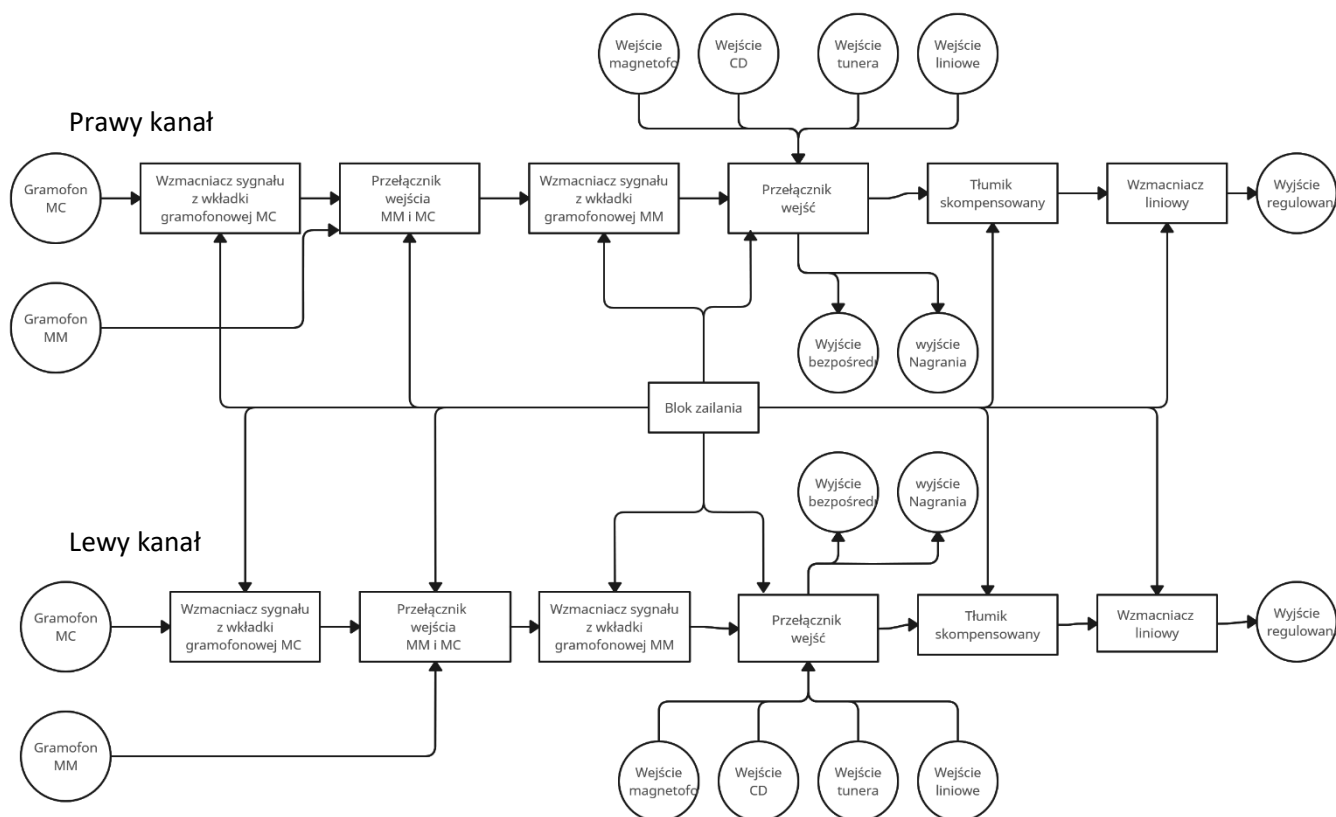 Wejście
magnetofo
Wejście
CD
Wejście
tunera
Wejście
liniowe
Prawy kanał
Gramofon
MC
Wzmacniacz sygnału
z wkładki
gramofonowej MC
Przełącznik
wejścia
MM i MC
Wzmacniacz sygnału
z wkładki
gramofonowej MM
Przełącznik
wejść
Tłumik
skompensowany
Wzmacniacz
liniowy
Wyjście
regulowan
Gramofon
MM
Wyjście
bezpośredn
wyjście
Nagrania
Blok zailania
Wyjście
bezpośredn
wyjście
Nagrania
Lewy kanał
Gramofon
MC
Wzmacniacz sygnału
z wkładki
gramofonowej MC
Przełącznik
wejścia
MM i MC
Wzmacniacz sygnału
z wkładki
gramofonowej MM
Przełącznik
wejść
Tłumik
skompensowany
Wzmacniacz
liniowy
Wyjście
regulowan
Gramofon
MM
Wejście
magnetofo
Wejście
CD
Wejście
tunera
Wejście
liniowe